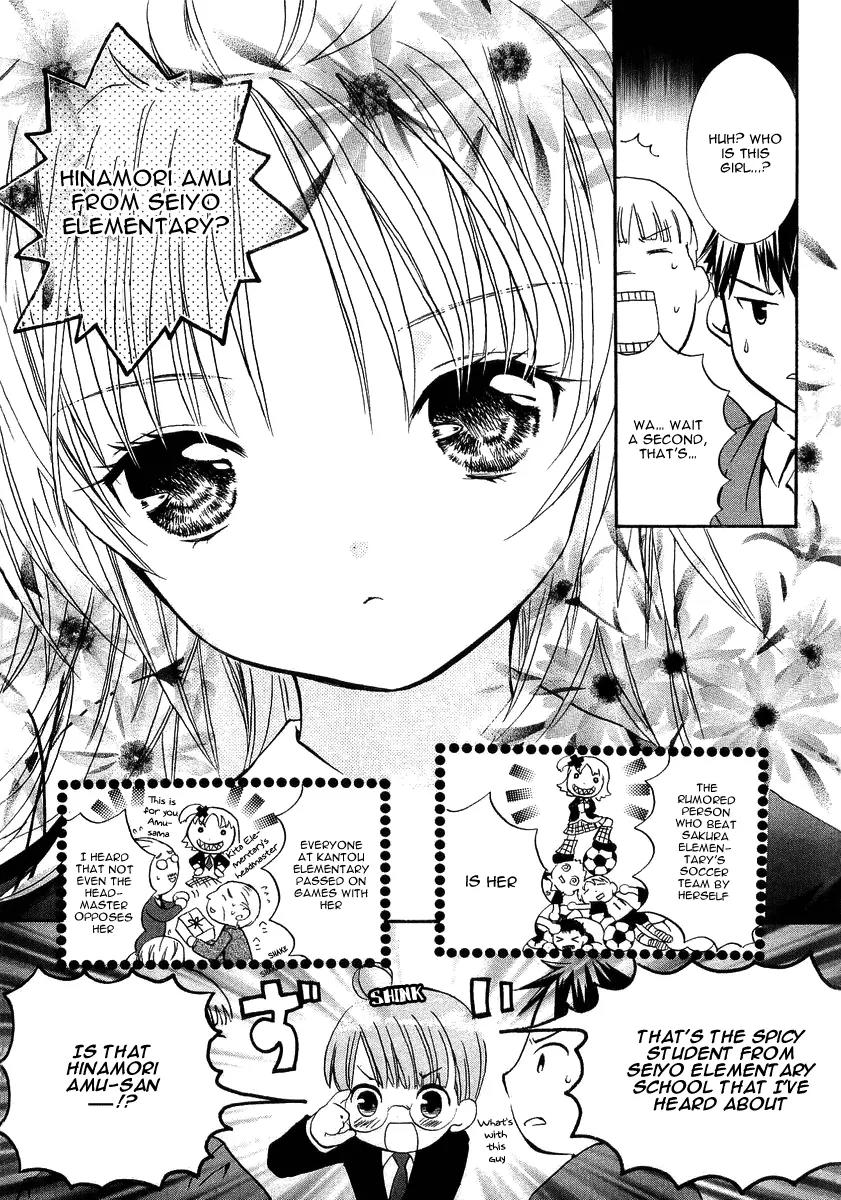 HUH? WHO
IS THIS
GIRL...?
WA... WAIT
A SECOND,
THAT'S...
HINAMORI AMU
FROM SEIYO
ELEMENTARY?
THE
RUMORED
PERSON
WHO BEAT
SAKURA
ELEMEN-
TARY'S
SOCCER
TEAM BY
HERSELF
IS HER
EVERYONE
AT KANTOU
ELEMENTARY
PASSED ON
GAMES WITH
HER
This is
for you
Amu-
sama
Kita Ele-
mentary's
headmaster
I HEARD
THAT NOT
EVEN THE
HEAD-
MASTER
OPPOSES
HER
SHAKE
THAT'S THE SPICY
STUDENT FROM
SEIYO ELEMENTARY
SCHOOL THAT I'VE
HEARD ABOUT
SHINK
What's
with
this
guy
IS THAT
HINAMORI
AMU-SAN
—!?